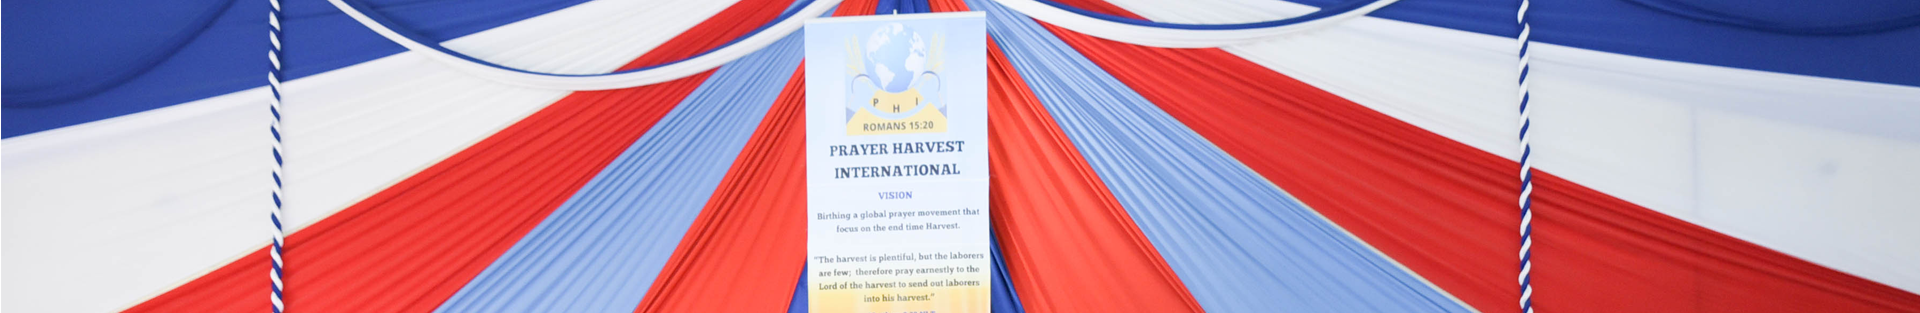 P H I
ROMANS 15:20
PRAYER HARVEST
INTERNATIONAL
VISION
Birthing a global prayer movement that
focus on the end time Harvest.
"The harvest is plentiful, but the laborers
are few; therefore pray earnestly to the
Lord of the harvest to send out laborers
into his harvest."